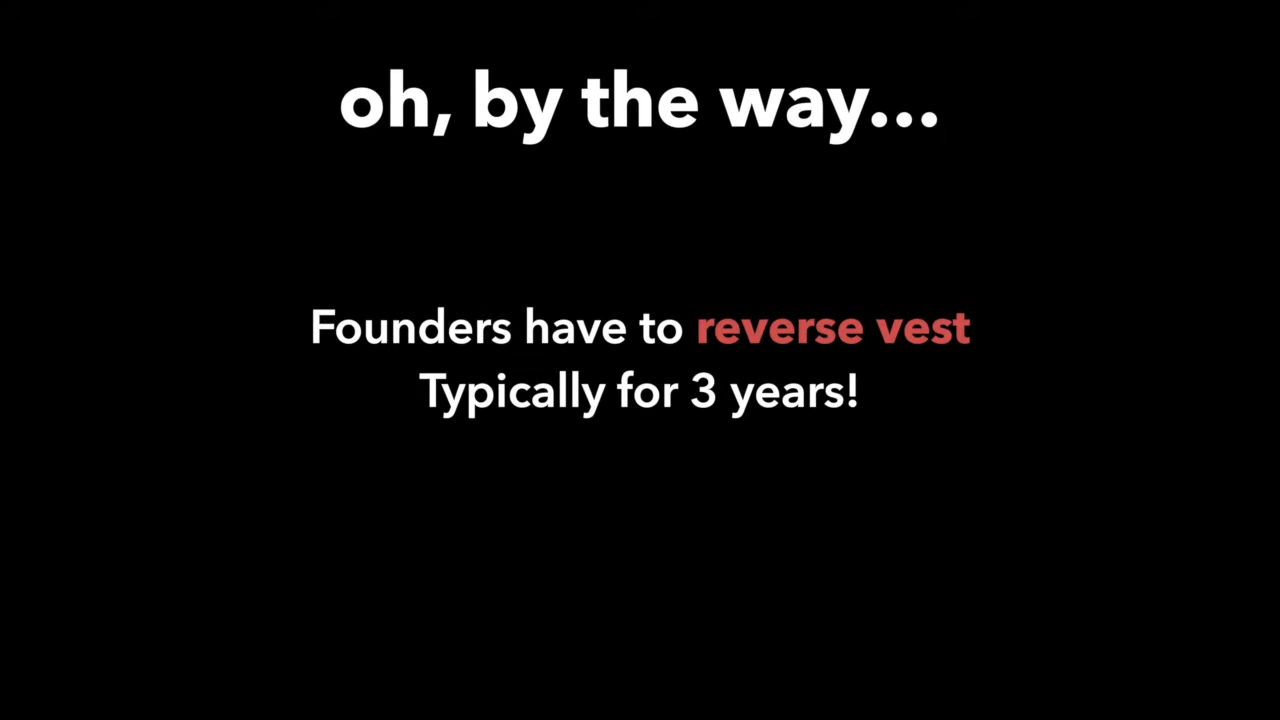 oh, by the way...
Founders have to reverse vest
Typically for 3 years!